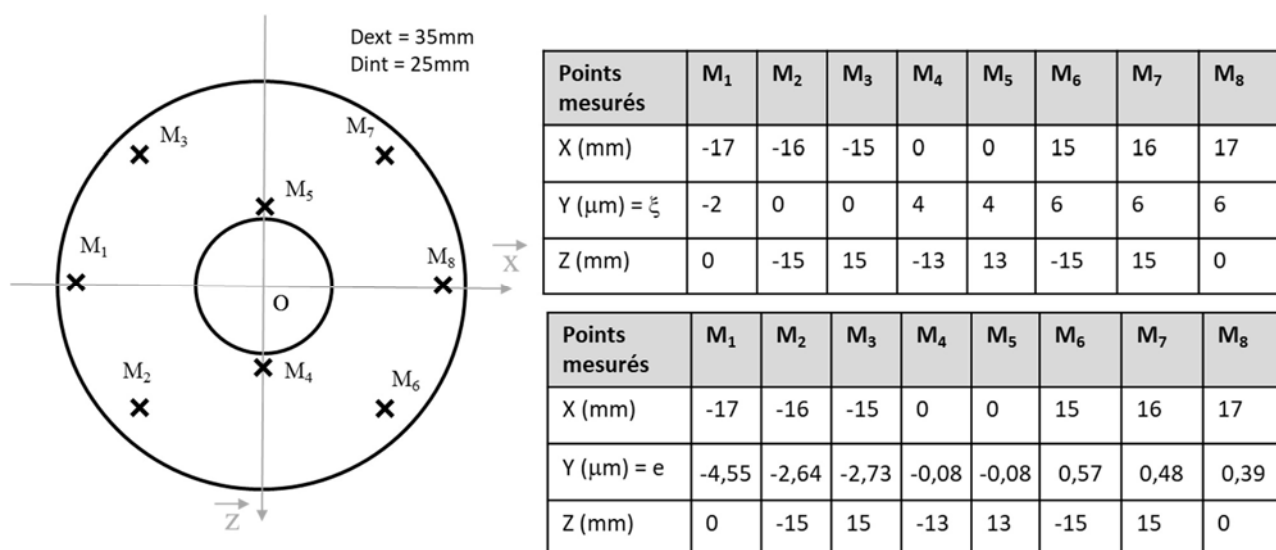 Dext = 35mm
Dint = 25mm
M₃
M₇
M₅
M₁
M₈
X
O
M₂
M₄
M₆
Z
Points mesurés M₁ M₂ M₃ M₄ M₅ M₆ M₇ M₈
X (mm) -17 -16 -15 0 0 15 16 17
Y (μm) = ξ -2 0 0 4 4 6 6 6
Z (mm) 0 -15 15 -13 13 -15 15 0
Points mesurés M₁ M₂ M₃ M₄ M₅ M₆ M₇ M₈
X (mm) -17 -16 -15 0 0 15 16 17
Y (μm) = e -4,55 -2,64 -2,73 -0,08 -0,08 0,57 0,48 0,39
Z (mm) 0 -15 15 -13 13 -15 15 0